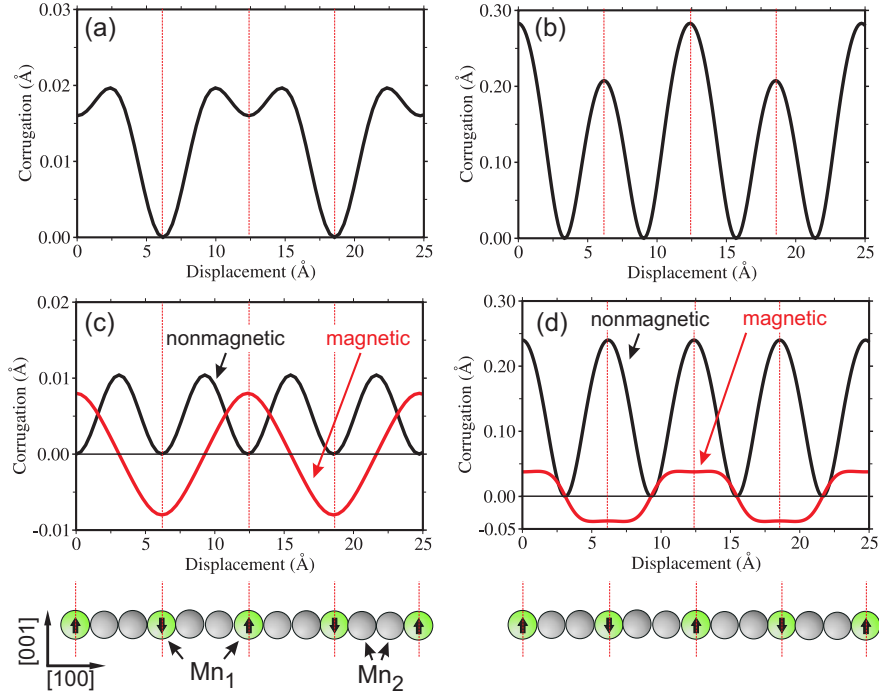 (a)
Corrugation (Å)
0.03
0.02
0.01
0.00
0 5 10 15 20 25
Displacement (Å)
(b)
Corrugation (Å)
0.30
0.20
0.10
0.00
0 5 10 15 20 25
Displacement (Å)
(c)
nonmagnetic
magnetic
Corrugation (Å)
0.02
0.01
0.00
-0.01
0 5 10 15 20 25
Displacement (Å)
(d)
nonmagnetic
magnetic
Corrugation (Å)
0.30
0.20
0.10
0.00
-0.05
0 5 10 15 20 25
Displacement (Å)
[001]
[100]
Mn₁
Mn₂